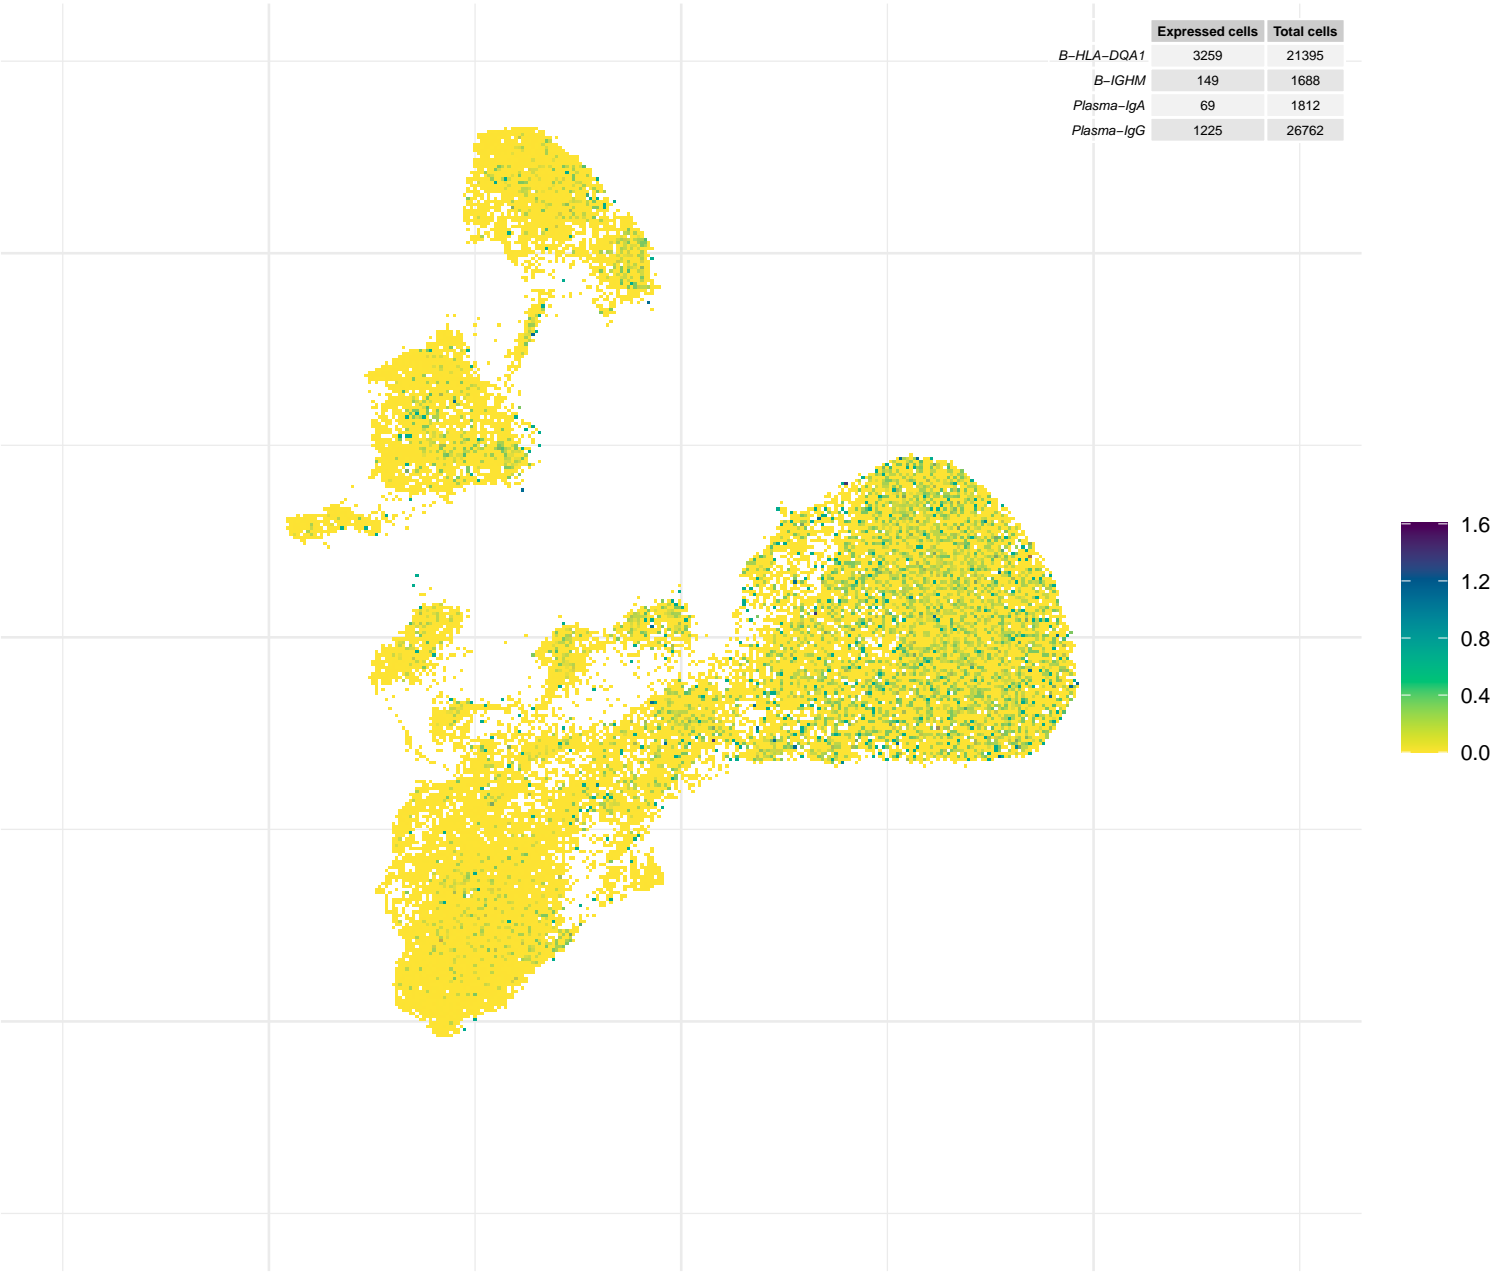 Expressed cells Total cells
B-HLA-DQA1 3259 21395
B-IGHM 149 1688
Plasma-IgA 69 1812
Plasma-IgG 1225 26762
1.6
1.2
0.8
0.4
0.0